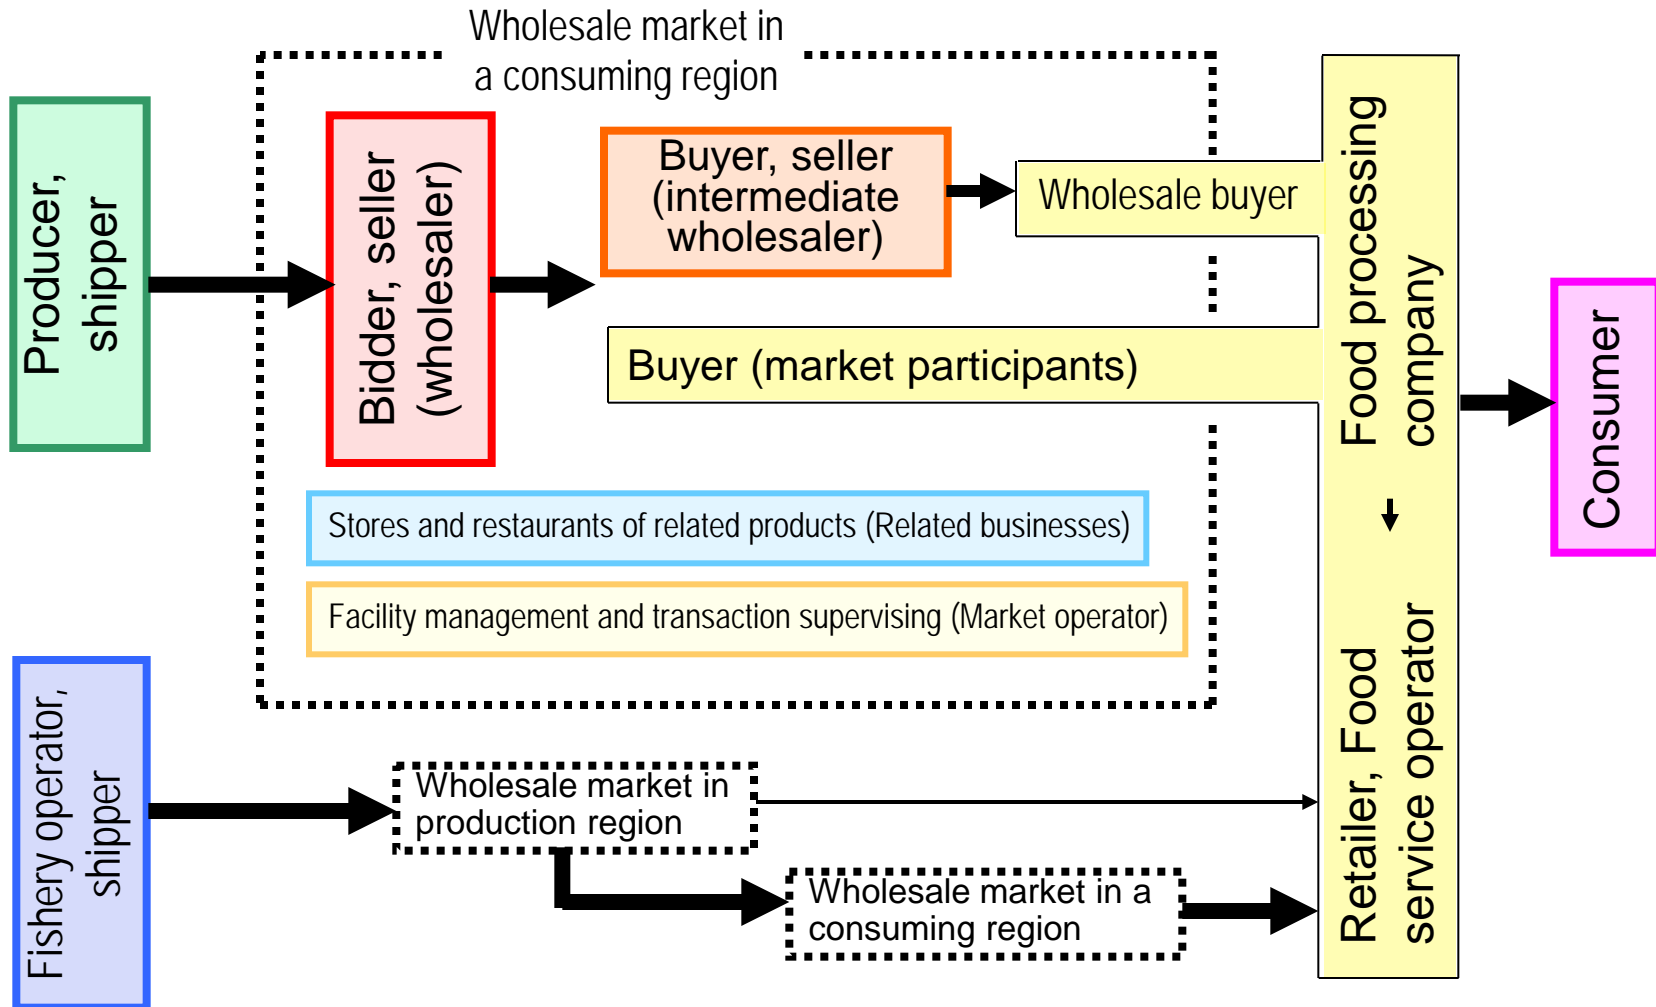 Wholesale market in
a consuming region
Producer,
shipper
Bidder, seller
(wholesaler)
Buyer, seller
(intermediate
wholesaler)
Wholesale buyer
Buyer (market participants)
Food processing
company
Consumer
Stores and restaurants of related products (Related businesses)
Facility management and transaction supervising (Market operator)
Fishery operator,
shipper
Wholesale market in
production region
Wholesale market in a
consuming region
Retailer, Food
service operator